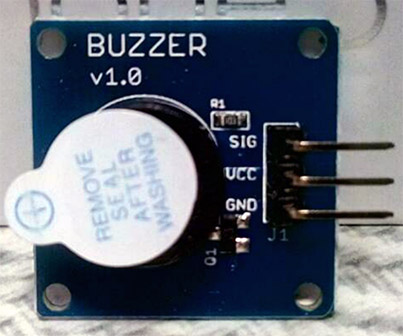 BUZZER
v1.0
R1
SIG
VCC
GND
J1
Q1
REMOVE
SEAL
AFTER
WASHING